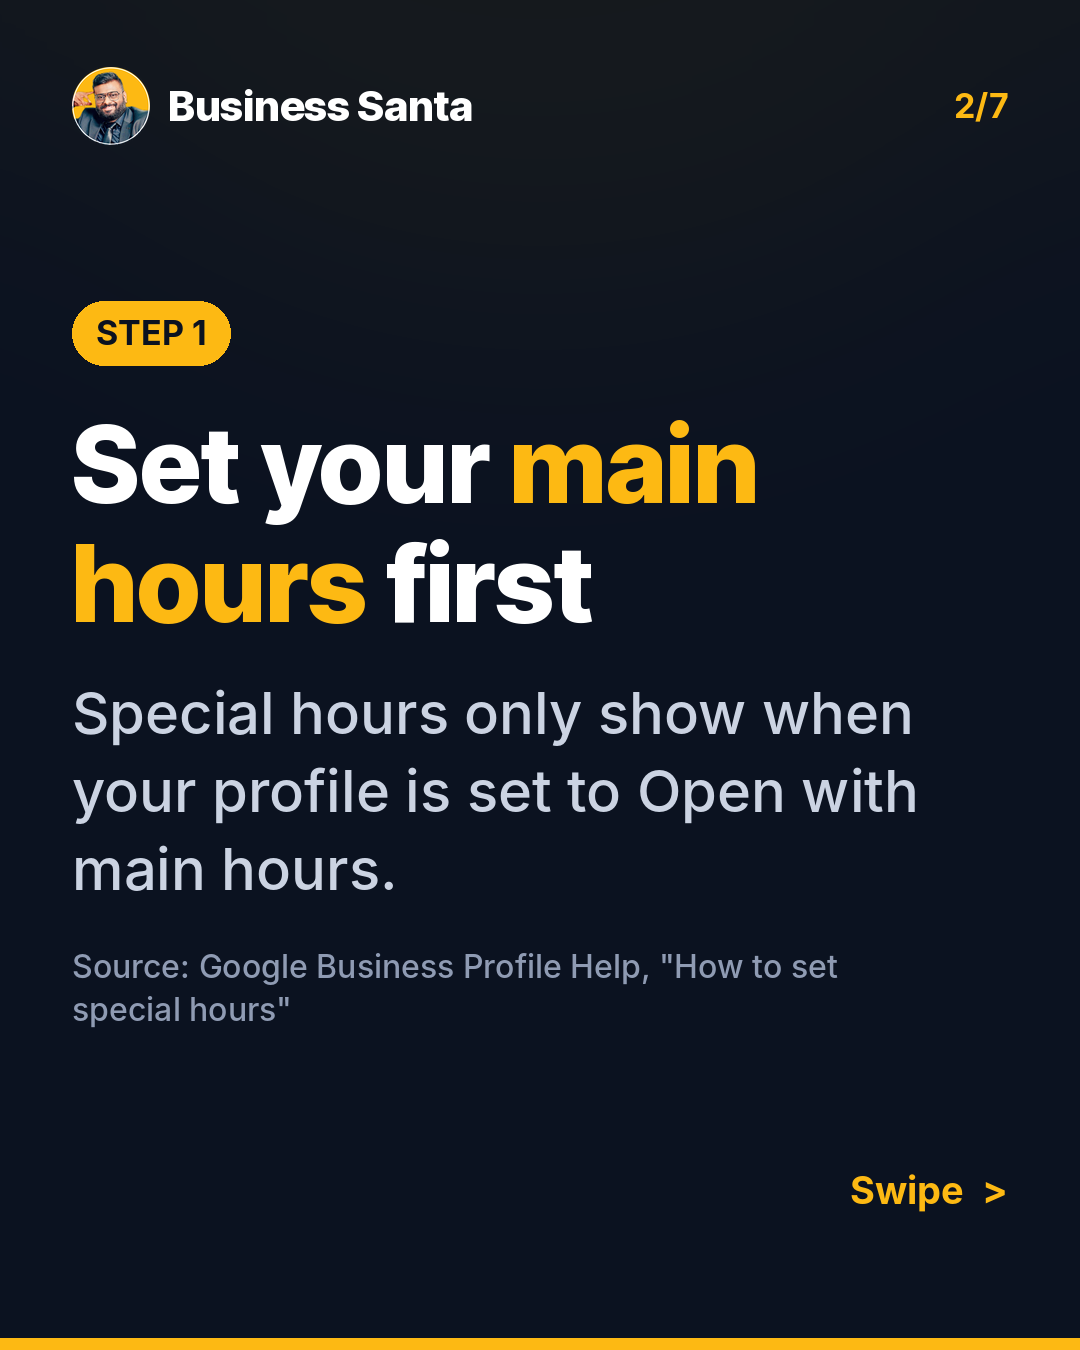 Business Santa
2/7
STEP 1
Set your main
hours first
Special hours only show when
your profile is set to Open with
main hours.
Source: Google Business Profile Help, "How to set
special hours"
Swipe >